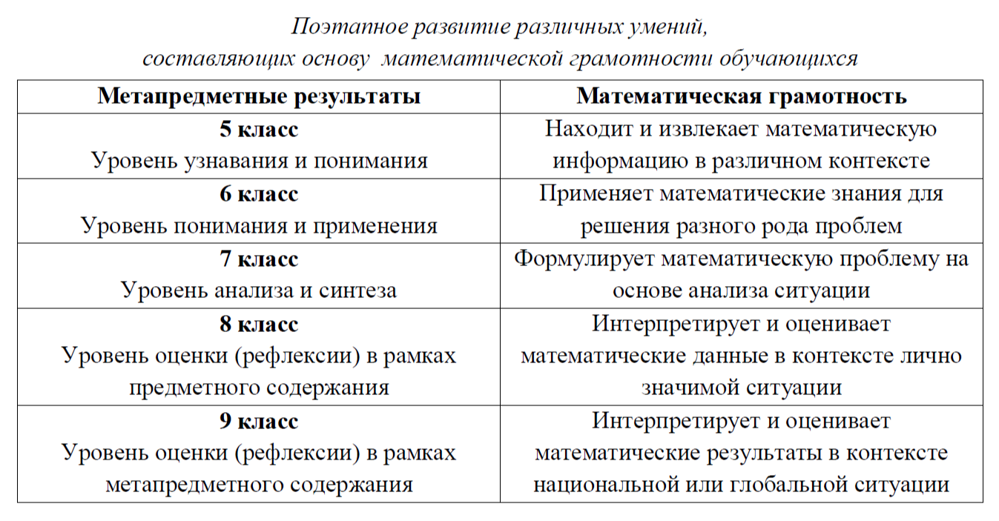 Поэтапное развитие различных умений,
составляющих основу математической грамотности обучающихся
Метапредметные результаты
Математическая грамотность
5 класс
Уровень узнавания и понимания
Находит и извлекает математическую
информацию в различном контексте
6 класс
Уровень понимания и применения
Применяет математические знания для
решения разного рода проблем
7 класс
Уровень анализа и синтеза
Формулирует математическую проблему на
основе анализа ситуации
8 класс
Уровень оценки (рефлексии) в рамках
предметного содержания
Интерпретирует и оценивает
математические данные в контексте лично
значимой ситуации
9 класс
Уровень оценки (рефлексии) в рамках
метапредметного содержания
Интерпретирует и оценивает
математические результаты в контексте
национальной или глобальной ситуации